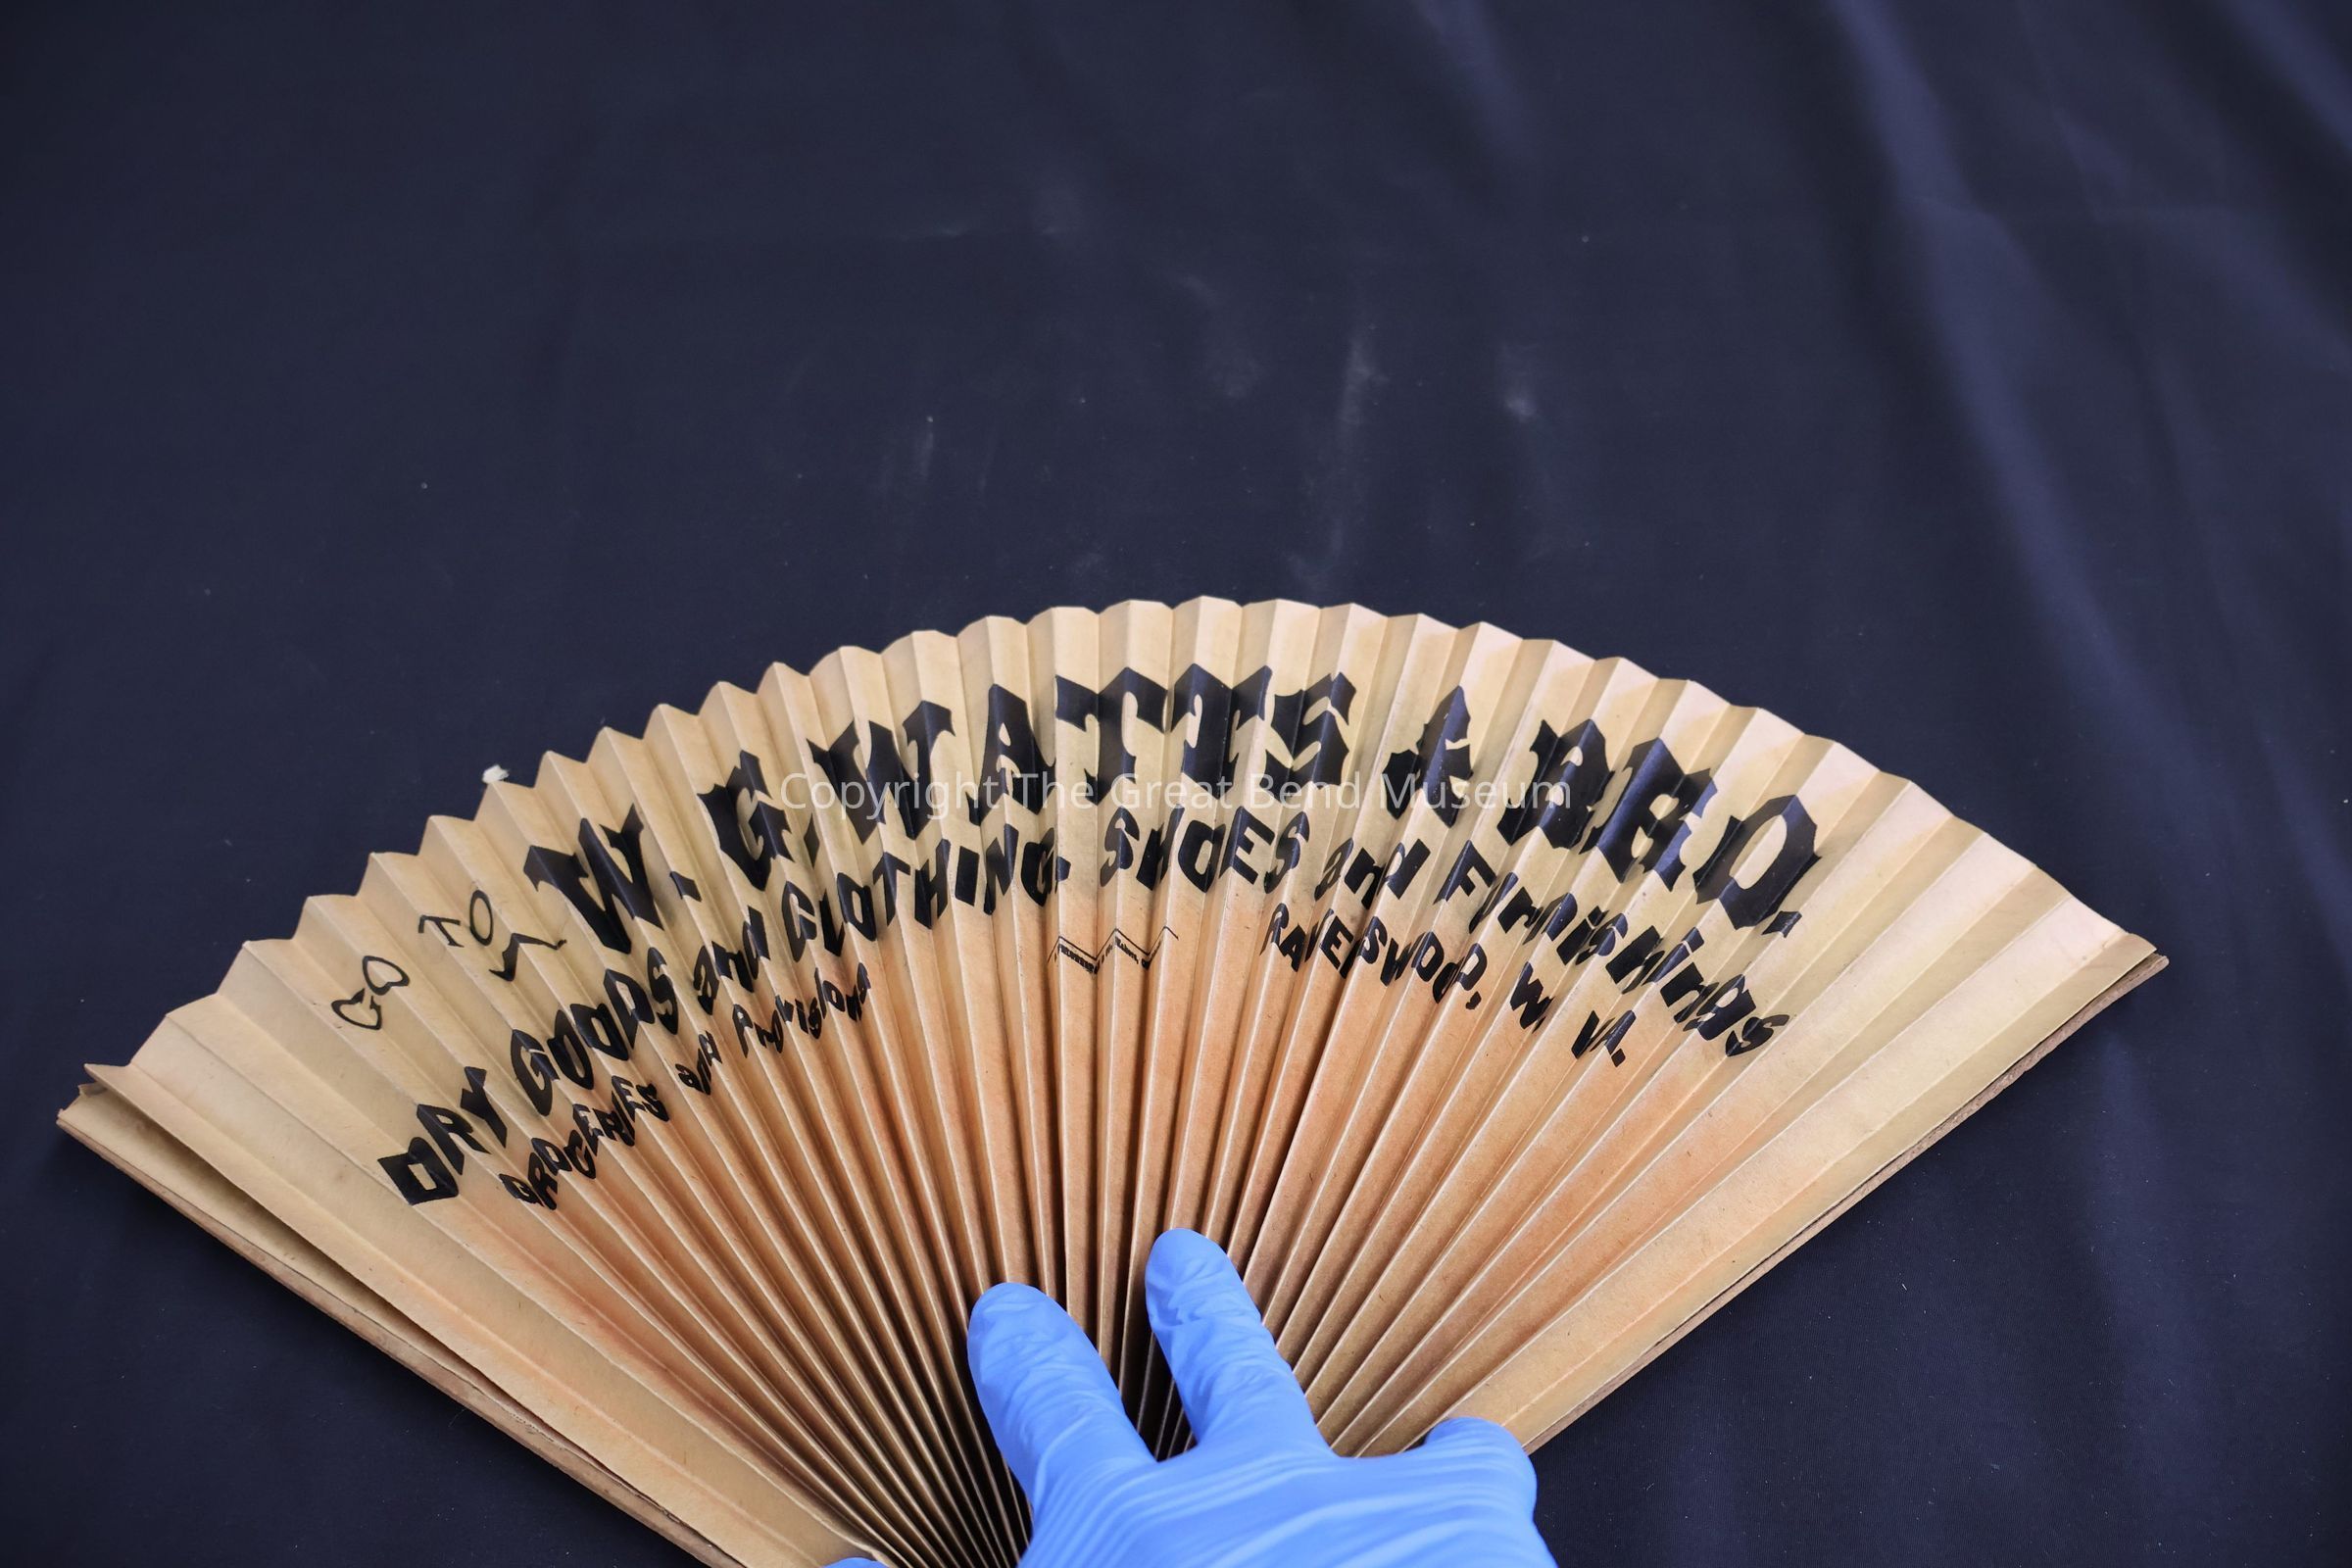 GO TO
W. G. WATTS & BRO.
DRY GOODS and CLOTHING. SHOES and Furnishings
GROCERIES and Provisions
RAVENSWOOD, W. VA.
Copyright The Great Bend Museum